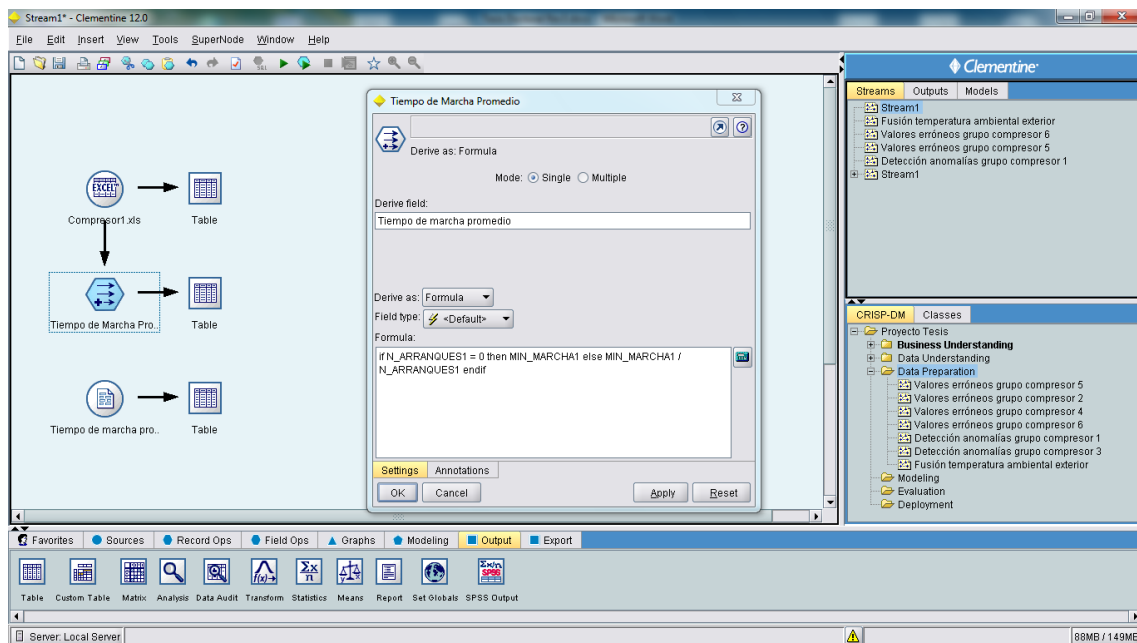 Stream1* - Clementine 12.0
File Edit Insert View Tools SuperNode Window Help
SQL
Clementine
Streams Outputs Models
Stream1
Fusión temperatura ambiental exterior
Valores erróneos grupo compresor 6
Valores erróneos grupo compresor 5
Detección anomalías grupo compresor 1
Stream1
EXCEL
Compresor1.xls
Table
Tiempo de Marcha Pro..
Table
Tiempo de marcha pro..
Table
Tiempo de Marcha Promedio
Derive as: Formula
Mode: Single Multiple
Derive field:
Tiempo de marcha promedio
Derive as: Formula
Field type: <Default>
Formula:
if N_ARRANQUES1 = 0 then MIN_MARCHA1 else MIN_MARCHA1 /
N_ARRANQUES1 endif
Settings Annotations
OK Cancel Apply Reset
CRISP-DM Classes
Proyecto Tesis
Business Understanding
Data Understanding
Data Preparation
Valores erróneos grupo compresor 5
Valores erróneos grupo compresor 2
Valores erróneos grupo compresor 4
Valores erróneos grupo compresor 6
Detección anomalías grupo compresor 1
Detección anomalías grupo compresor 3
Fusión temperatura ambiental exterior
Modeling
Evaluation
Deployment
Favorites Sources Record Ops Field Ops Graphs Modeling Output Export
f(x)
Σx
n
Σx/n
SPSS
Table Custom Table Matrix Analysis Data Audit Transform Statistics Means Report Set Globals SPSS Output
Server: Local Server
88MB / 149MB